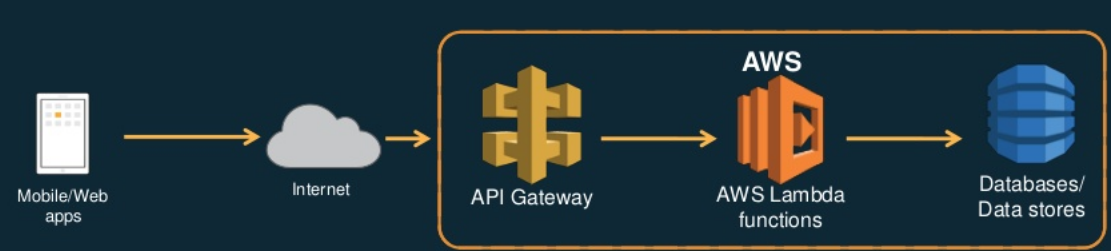 AWS
Mobile/Web
apps
Internet
API Gateway
AWS Lambda
functions
Databases/
Data stores